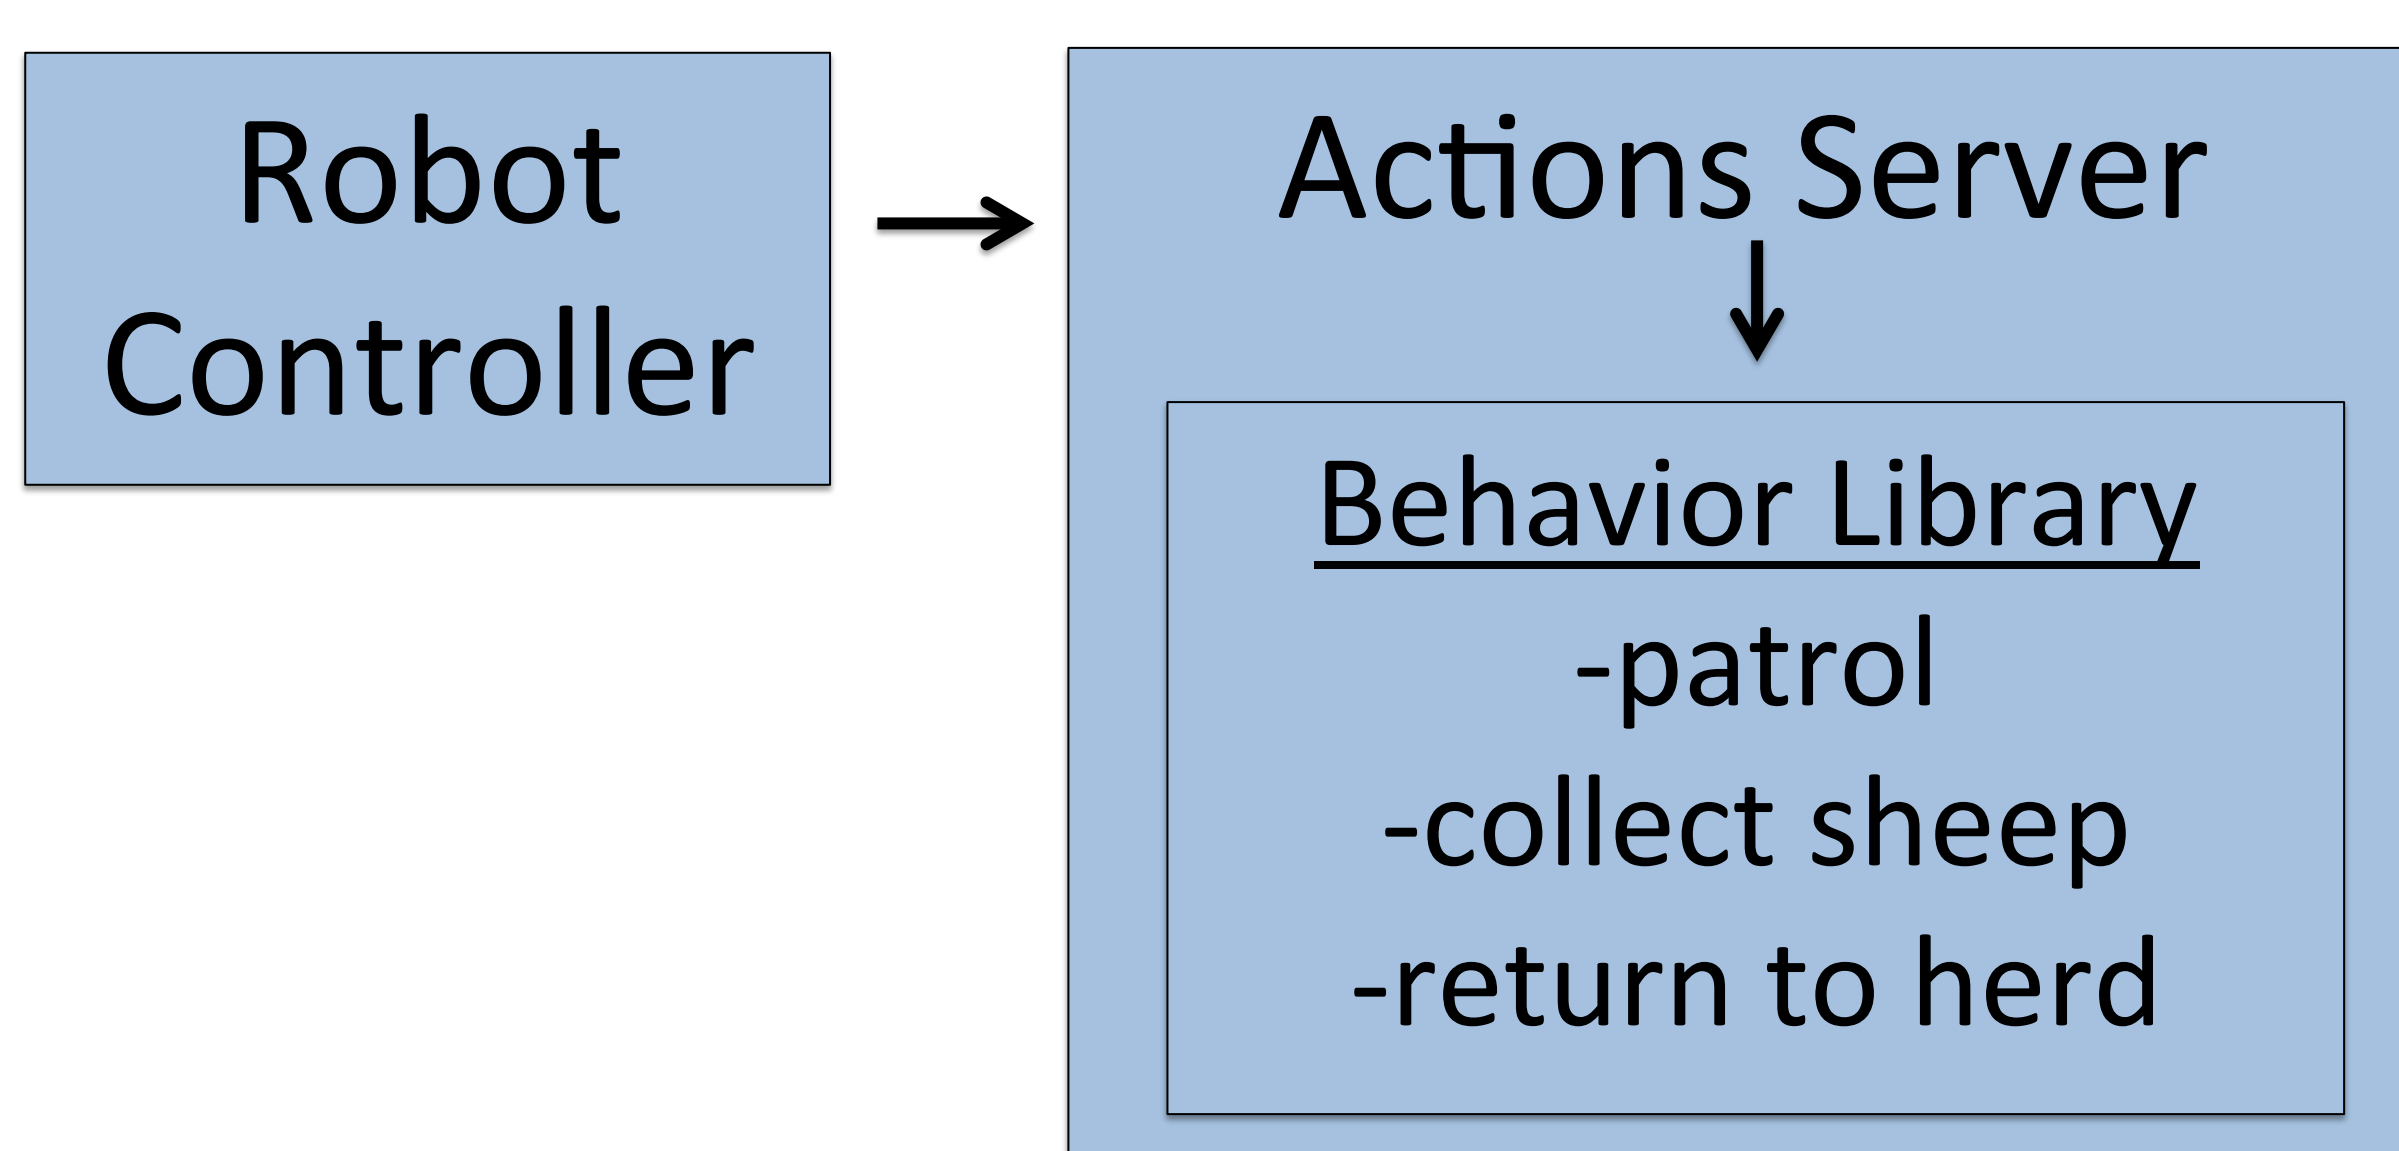 Robot
Controller
Actions Server
Behavior Library
-patrol
-collect sheep
-return to herd